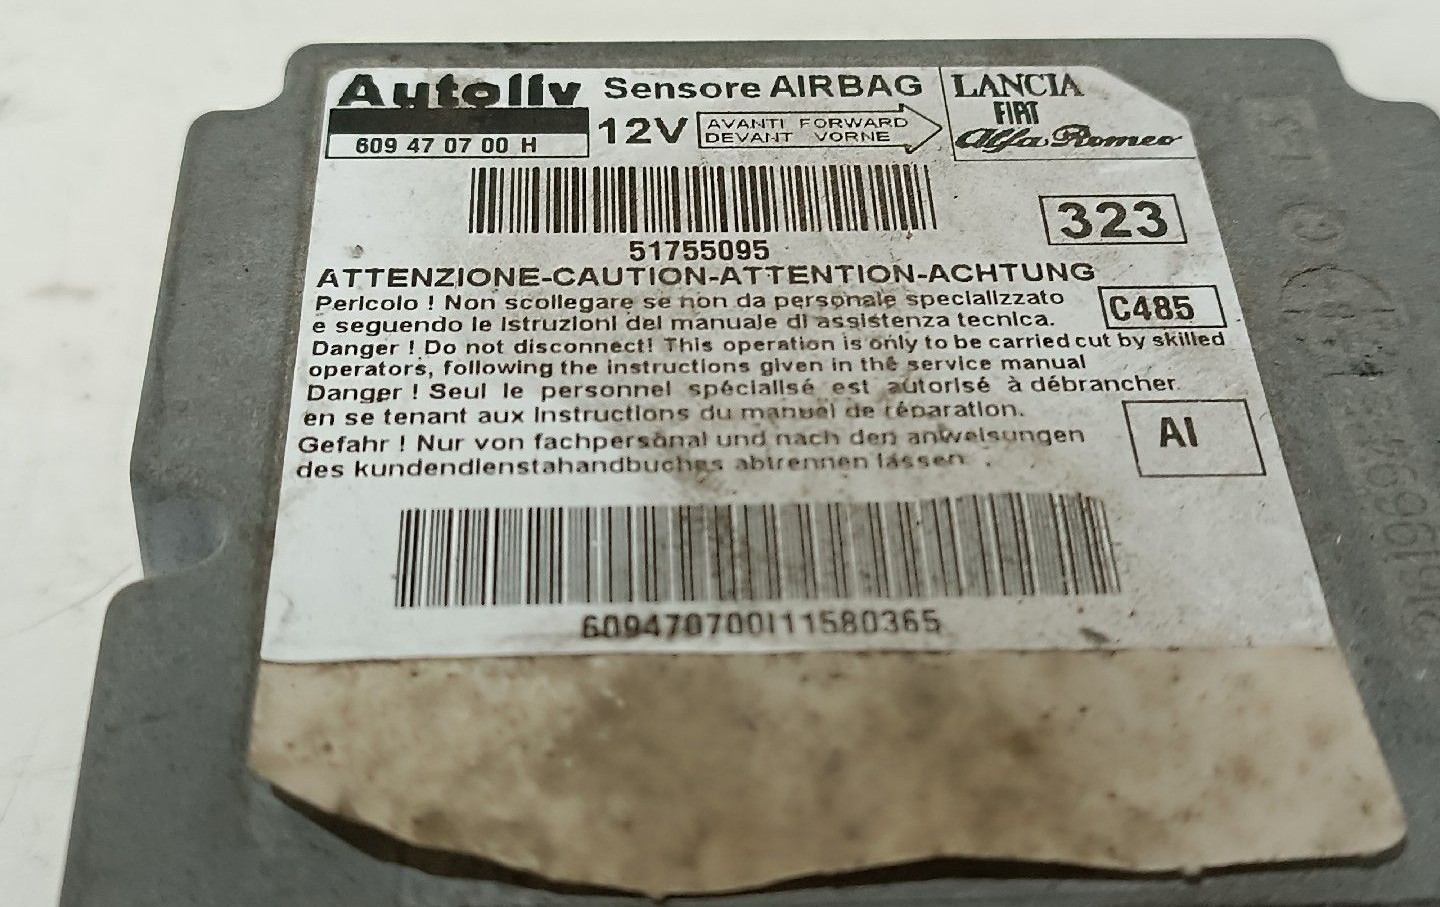 Autoliv Sensore AIRBAG
LANCIA
FIAT
Alfa Romeo
609 47 07 00 H
12V
AVANTI FORWARD
DEVANT VORNE
323
51755095
ATTENZIONE-CAUTION-ATTENTION-ACHTUNG
Pericolo ! Non scollegare se non da personale specializzato
e seguendo le istruzioni del manuale di assistenza tecnica.
C485
Danger ! Do not disconnect! This operation is only to be carried cut by skilled
operators, following the instructions given in the service manual
Danger ! Seul le personnel spécialisé est autorisé à débrancher
en se tenant aux instructions du manuel de réparation.
Gefahr ! Nur von fachpersonal und nach den anweisungen
des kundendienstahandbuches abtrennen lassen.
AI
609470700I11580365